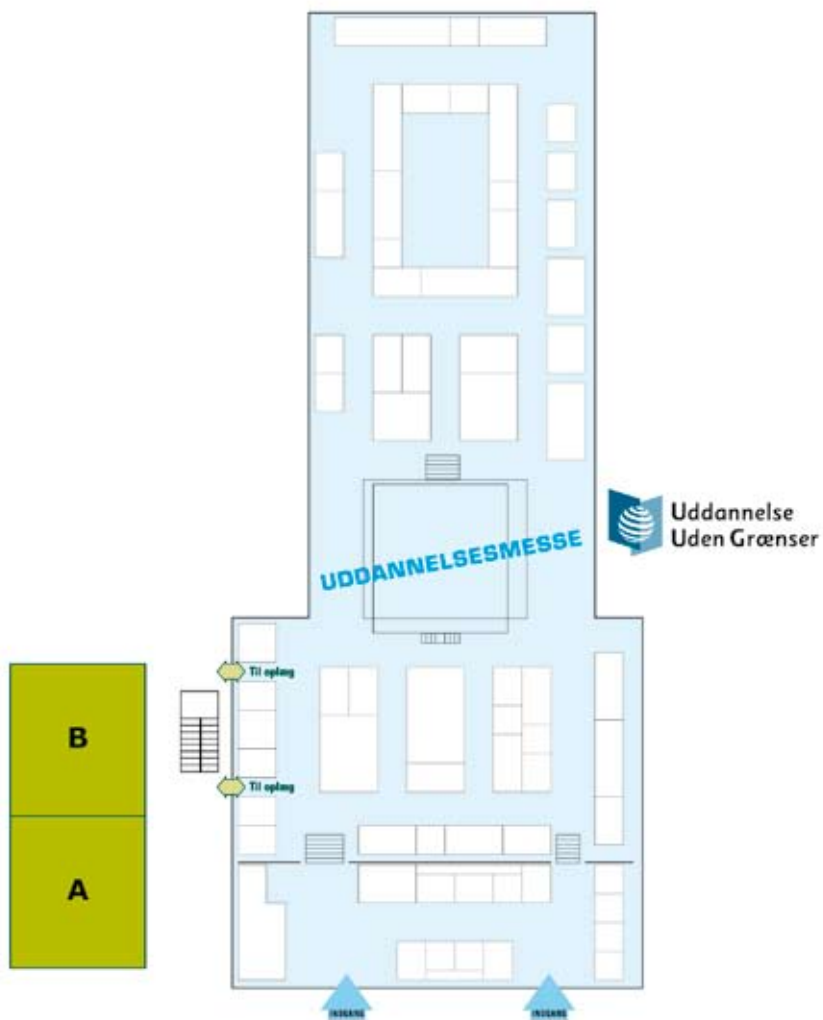 UDDANNELSESMESSE
Uddannelse
Uden Grænser
Til oplæg
B
Til oplæg
A
INDGANG
INDGANG